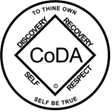 TO THINE OWN
DISCOVERY
RECOVERY
CoDA
SELF
RESPECT
SELF BE TRUE